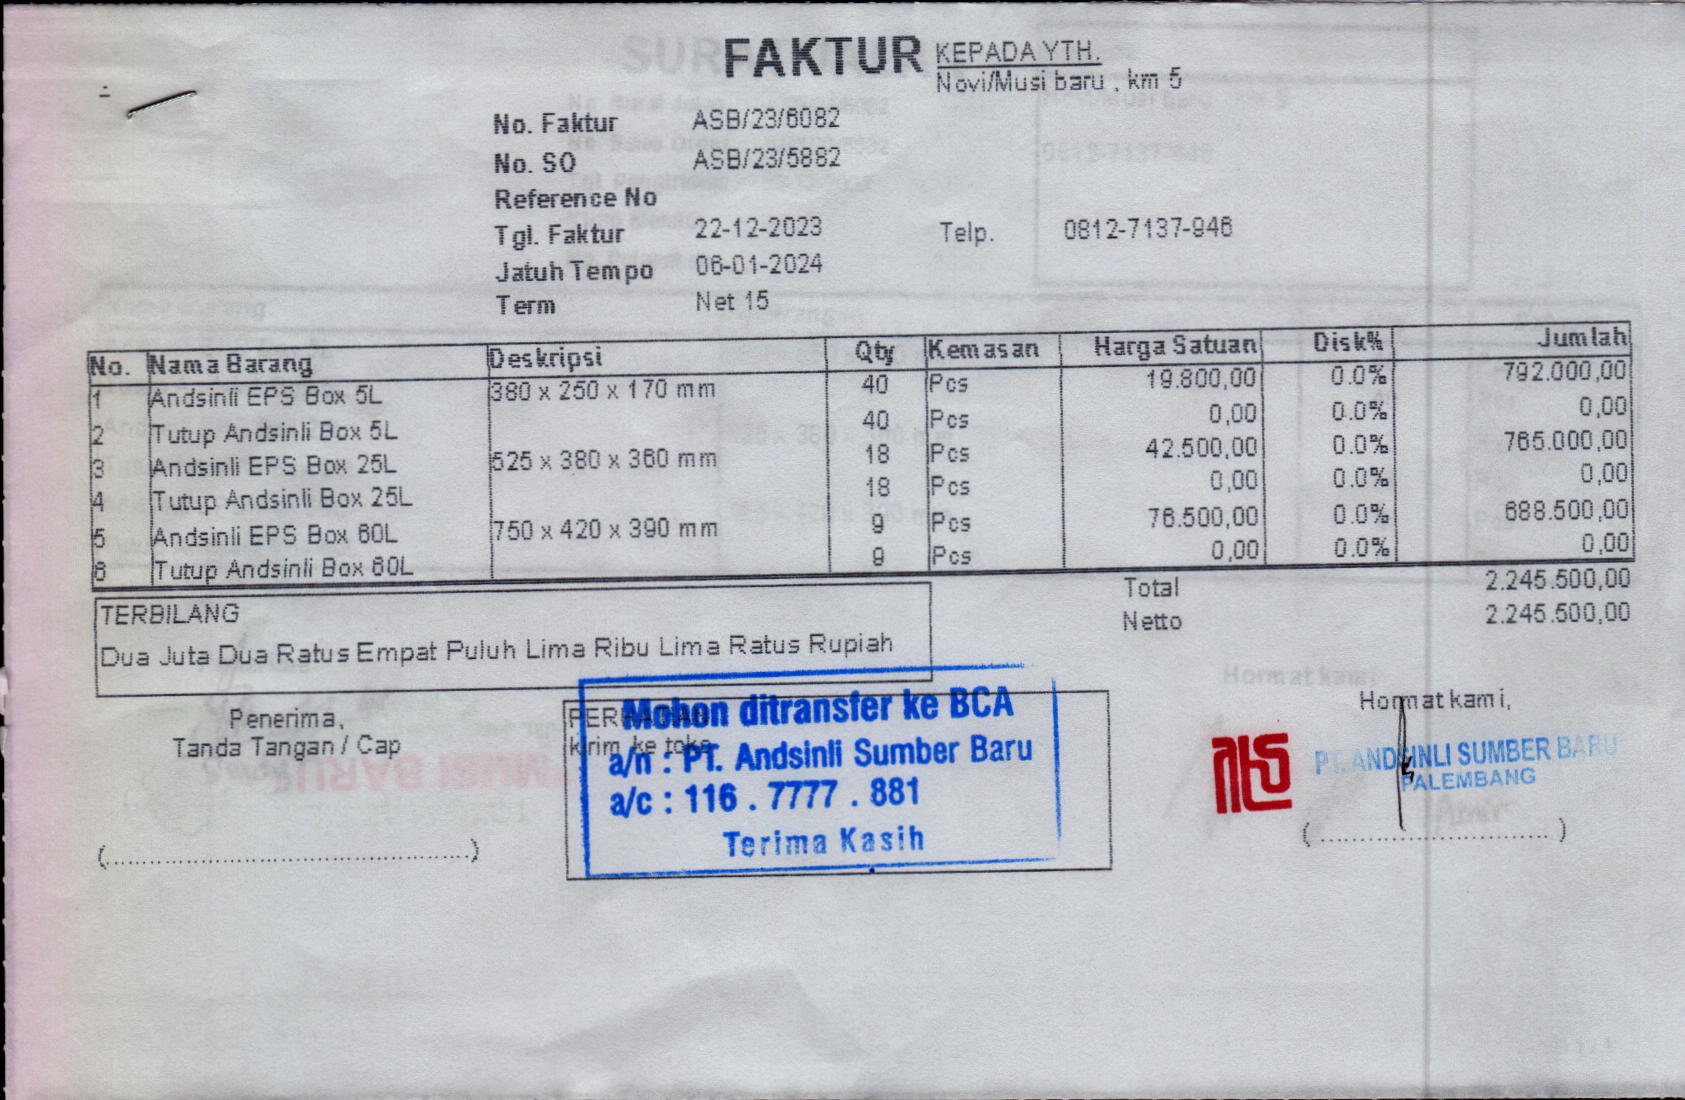 FAKTUR
KEPADA YTH.
Novi/Musi baru , km 5
No. Faktur ASB/23/6082
No. SO ASB/23/5882
Reference No
Tgl. Faktur 22-12-2023 Telp. 0812-7137-946
Jatuh Tempo 06-01-2024
Term Net 15
No. Nama Barang Deskripsi Qty Kemasan Harga Satuan Disk% Jumlah
1 Andsinli EPS Box 5L 380 x 250 x 170 mm 40 Pcs 19.800,00 0.0% 792.000,00
2 Tutup Andsinli Box 5L 40 Pcs 0,00 0.0% 0,00
3 Andsinli EPS Box 25L 525 x 380 x 360 mm 18 Pcs 42.500,00 0.0% 765.000,00
4 Tutup Andsinli Box 25L 18 Pcs 0,00 0.0% 0,00
5 Andsinli EPS Box 60L 750 x 420 x 390 mm 9 Pcs 76.500,00 0.0% 688.500,00
6 Tutup Andsinli Box 60L 9 Pcs 0,00 0.0% 0,00
Total 2.245.500,00
Netto 2.245.500,00
TERBILANG
Dua Juta Dua Ratus Empat Puluh Lima Ribu Lima Ratus Rupiah
Penerima,
Tanda Tangan / Cap
(..........................................)
kirim ke toko
Mohon ditransfer ke BCA
a/n : PT. Andsinli Sumber Baru
a/c : 116 . 7777 . 881
Terima Kasih
Hormat kami,
PT. ANDSINLI SUMBER BARU
PALEMBANG
(..........................)